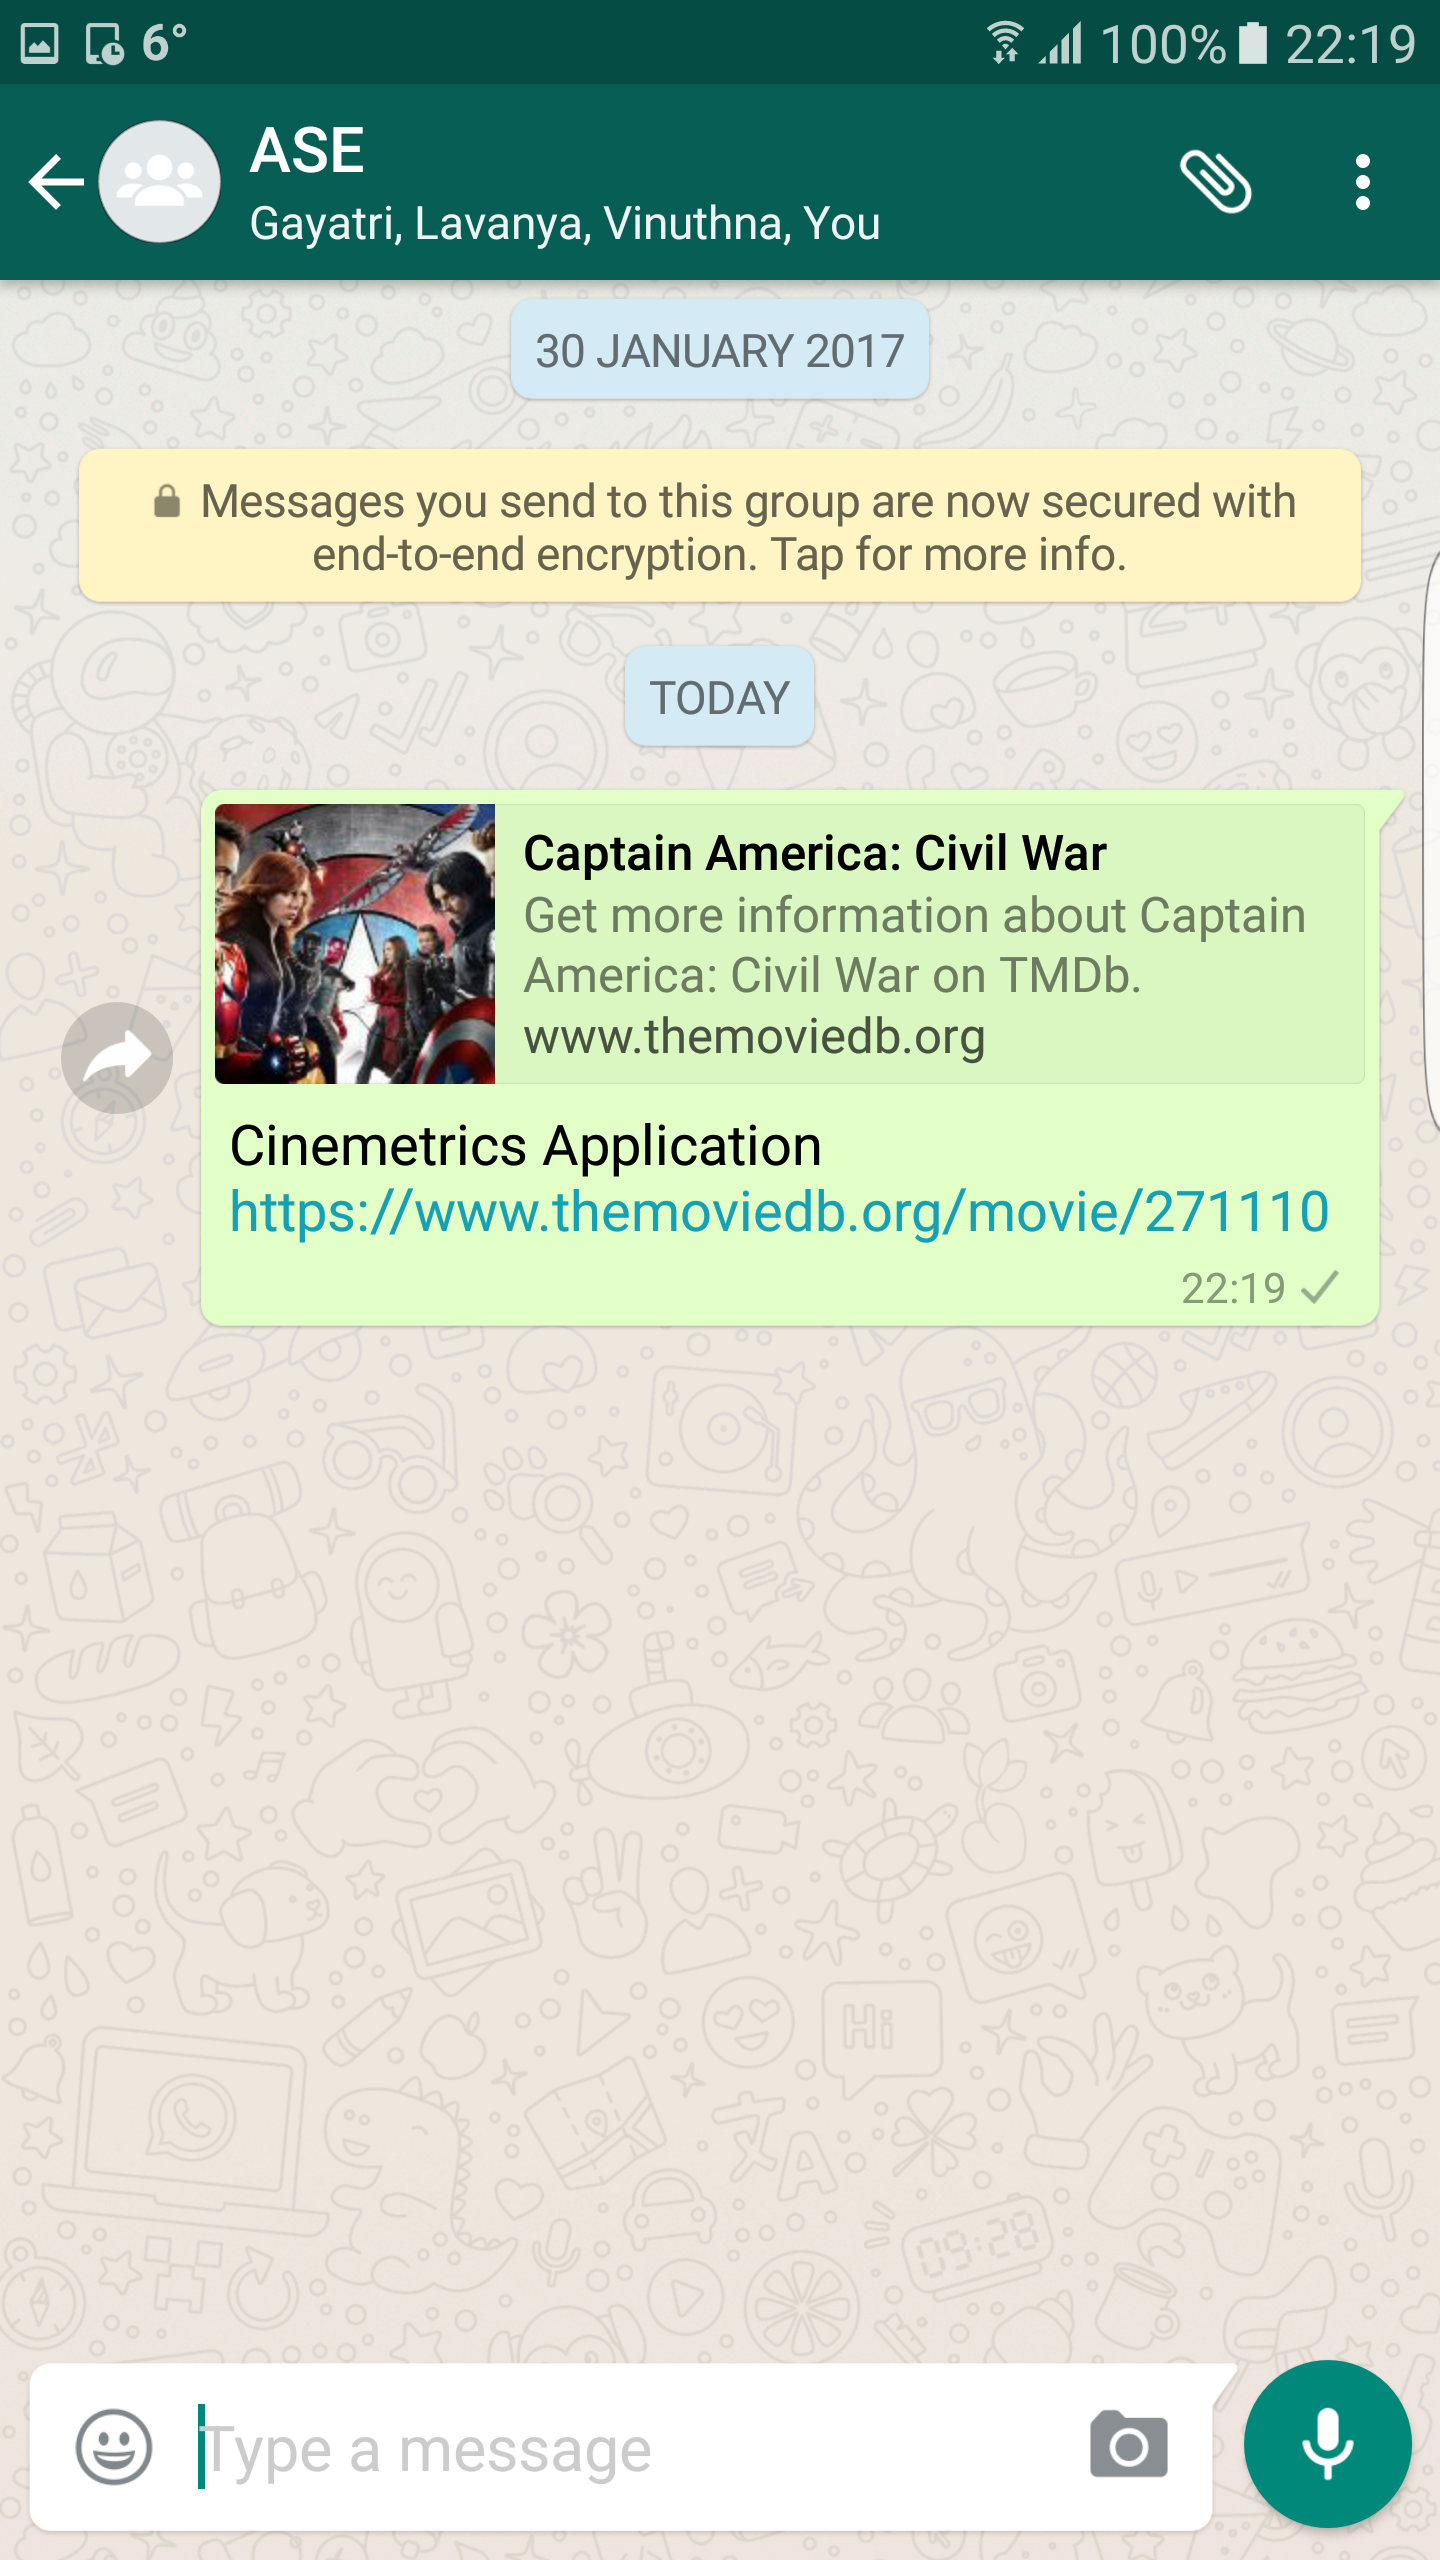 6° 100% 22:19
ASE
Gayatri, Lavanya, Vinuthna, You
30 JANUARY 2017
Messages you send to this group are now secured with
end-to-end encryption. Tap for more info.
TODAY
Captain America: Civil War
Get more information about Captain
America: Civil War on TMDb.
www.themoviedb.org
Cinemetrics Application
https://www.themoviedb.org/movie/271110
22:19
Hi
09:28
Type a message